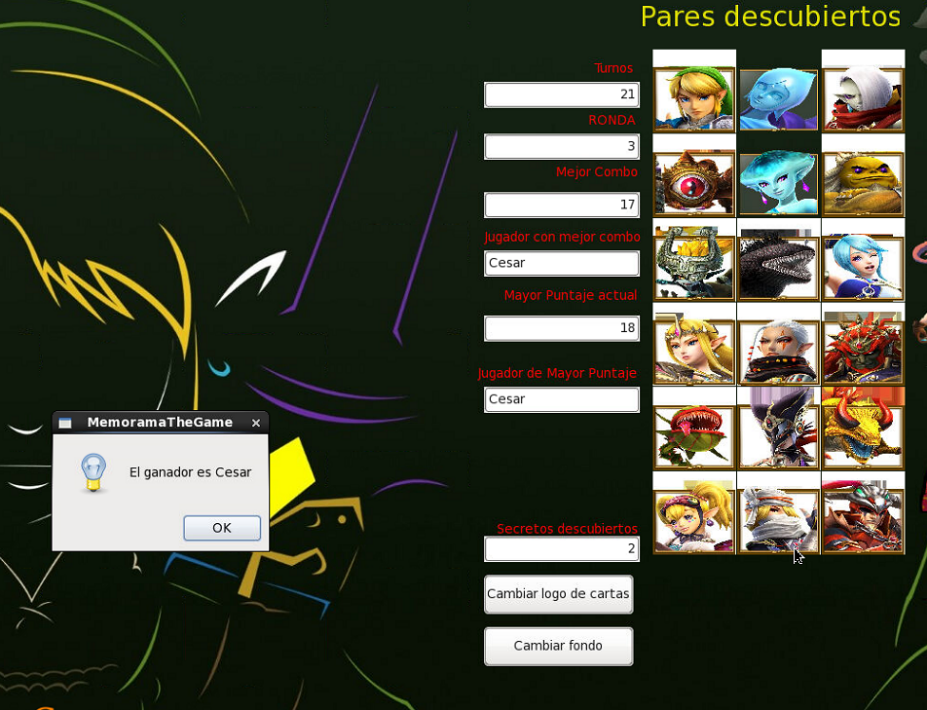 Pares descubiertos
Turnos
21
RONDA
3
Mejor Combo
17
Jugador con mejor combo
Cesar
Mayor Puntaje actual
18
Jugador de Mayor Puntaje
Cesar
MemoramaTheGame
El ganador es Cesar
OK
Secretos descubiertos
2
Cambiar logo de cartas
Cambiar fondo